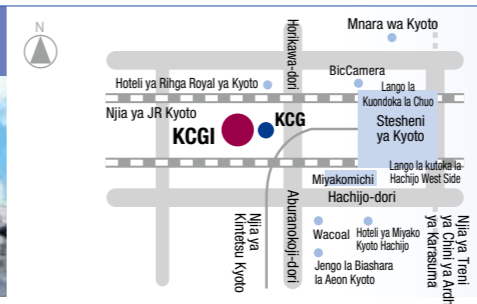 N
Mnara wa Kyoto
Horikawa-dori
BicCamera
Hoteli ya Rihga Royal ya Kyoto
Lango la
Kuondoka la Chuo
Njia ya JR Kyoto
KCG
KCGI
Stesheni
ya Kyoto
Lango la kutoka la
Hachijo West Side
Miyakomichi
Hachijo-dori
Njia ya
Kintetsu Kyoto
Aburanokoji-dori
Wacoal
Hoteli ya Miyako
Kyoto Hachijo
Jengo la Biashara
la Aeon Kyoto
Njia ya Treni
ya Chini ya Ardh
ya Karasuma